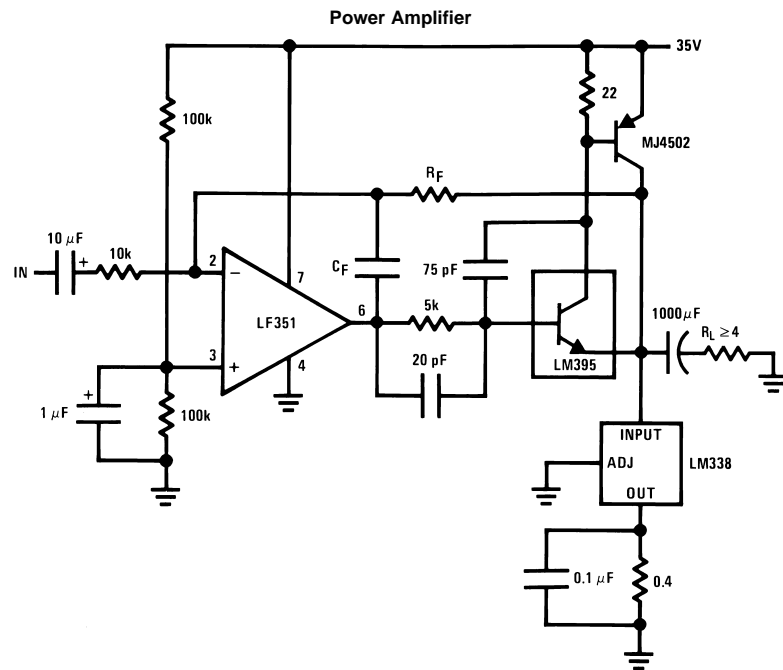 Power Amplifier
35V
22
100k
MJ4502
R_F
10 μF
+
10k
IN
2
−
7
C_F
75 pF
1000μF
R_L ≥ 4
LF351
6
5k
3
+
4
20 pF
LM395
+
1 μF
100k
INPUT
ADJ
LM338
OUT
0.1 μF
0.4